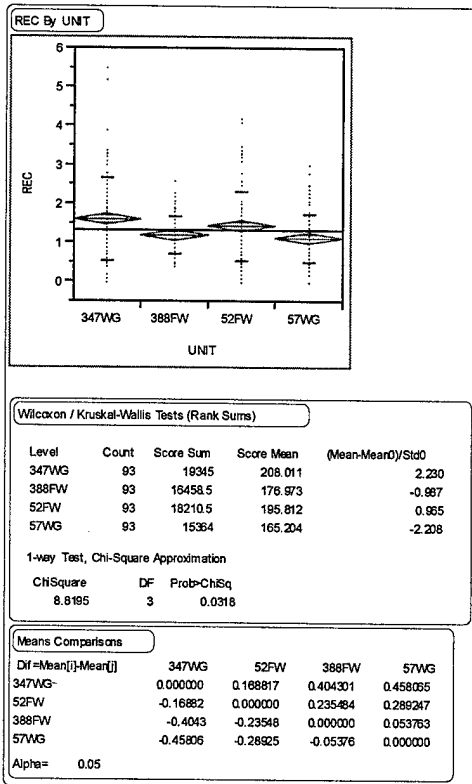 REC By UNIT
6
5
4
3
2
1
0
REC
347WG 388FW 52FW 57WG
UNIT
Wilcoxon / Kruskal-Wallis Tests (Rank Sums)
Level Count Score Sum Score Mean (Mean-Mean0)/Std0
347WG 93 19345 208.011 2.230
388FW 93 16458.5 176.973 -0.987
52FW 93 18210.5 195.812 0.965
57WG 93 15364 165.204 -2.208
1-way Test, Chi-Square Approximation
ChiSquare DF Prob>ChiSq
8.8195 3 0.0318
Means Comparisons
Dif=Mean[i]-Mean[j] 347WG 52FW 388FW 57WG
347WG 0.000000 0.168817 0.404301 0.458065
52FW -0.16882 0.000000 0.235484 0.289247
388FW -0.4043 -0.23548 0.000000 0.053763
57WG -0.45806 -0.28925 -0.05376 0.000000
Alpha= 0.05